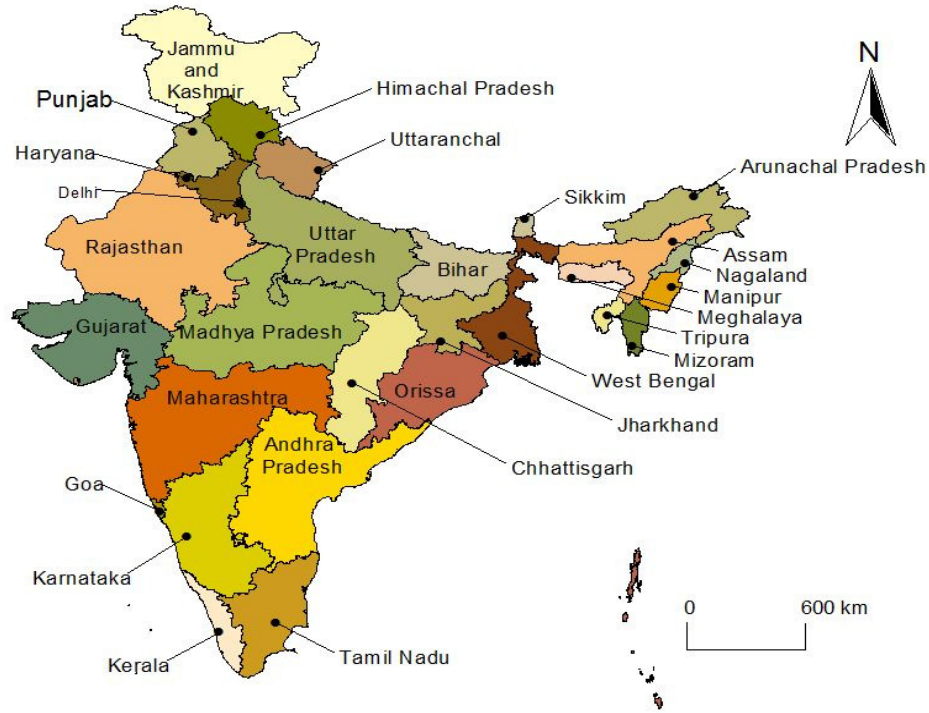 Jammu
and
Kashmir
N
Punjab
Himachal Pradesh
Haryana
Uttaranchal
Arunachal Pradesh
Delhi
Sikkim
Rajasthan
Uttar
Pradesh
Assam
Bihar
Nagaland
Manipur
Gujarat
Madhya Pradesh
Meghalaya
Tripura
Mizoram
West Bengal
Maharashtra
Orissa
Jharkhand
Andhra
Pradesh
Chhattisgarh
Goa
Karnataka
0 600 km
Kerala
Tamil Nadu